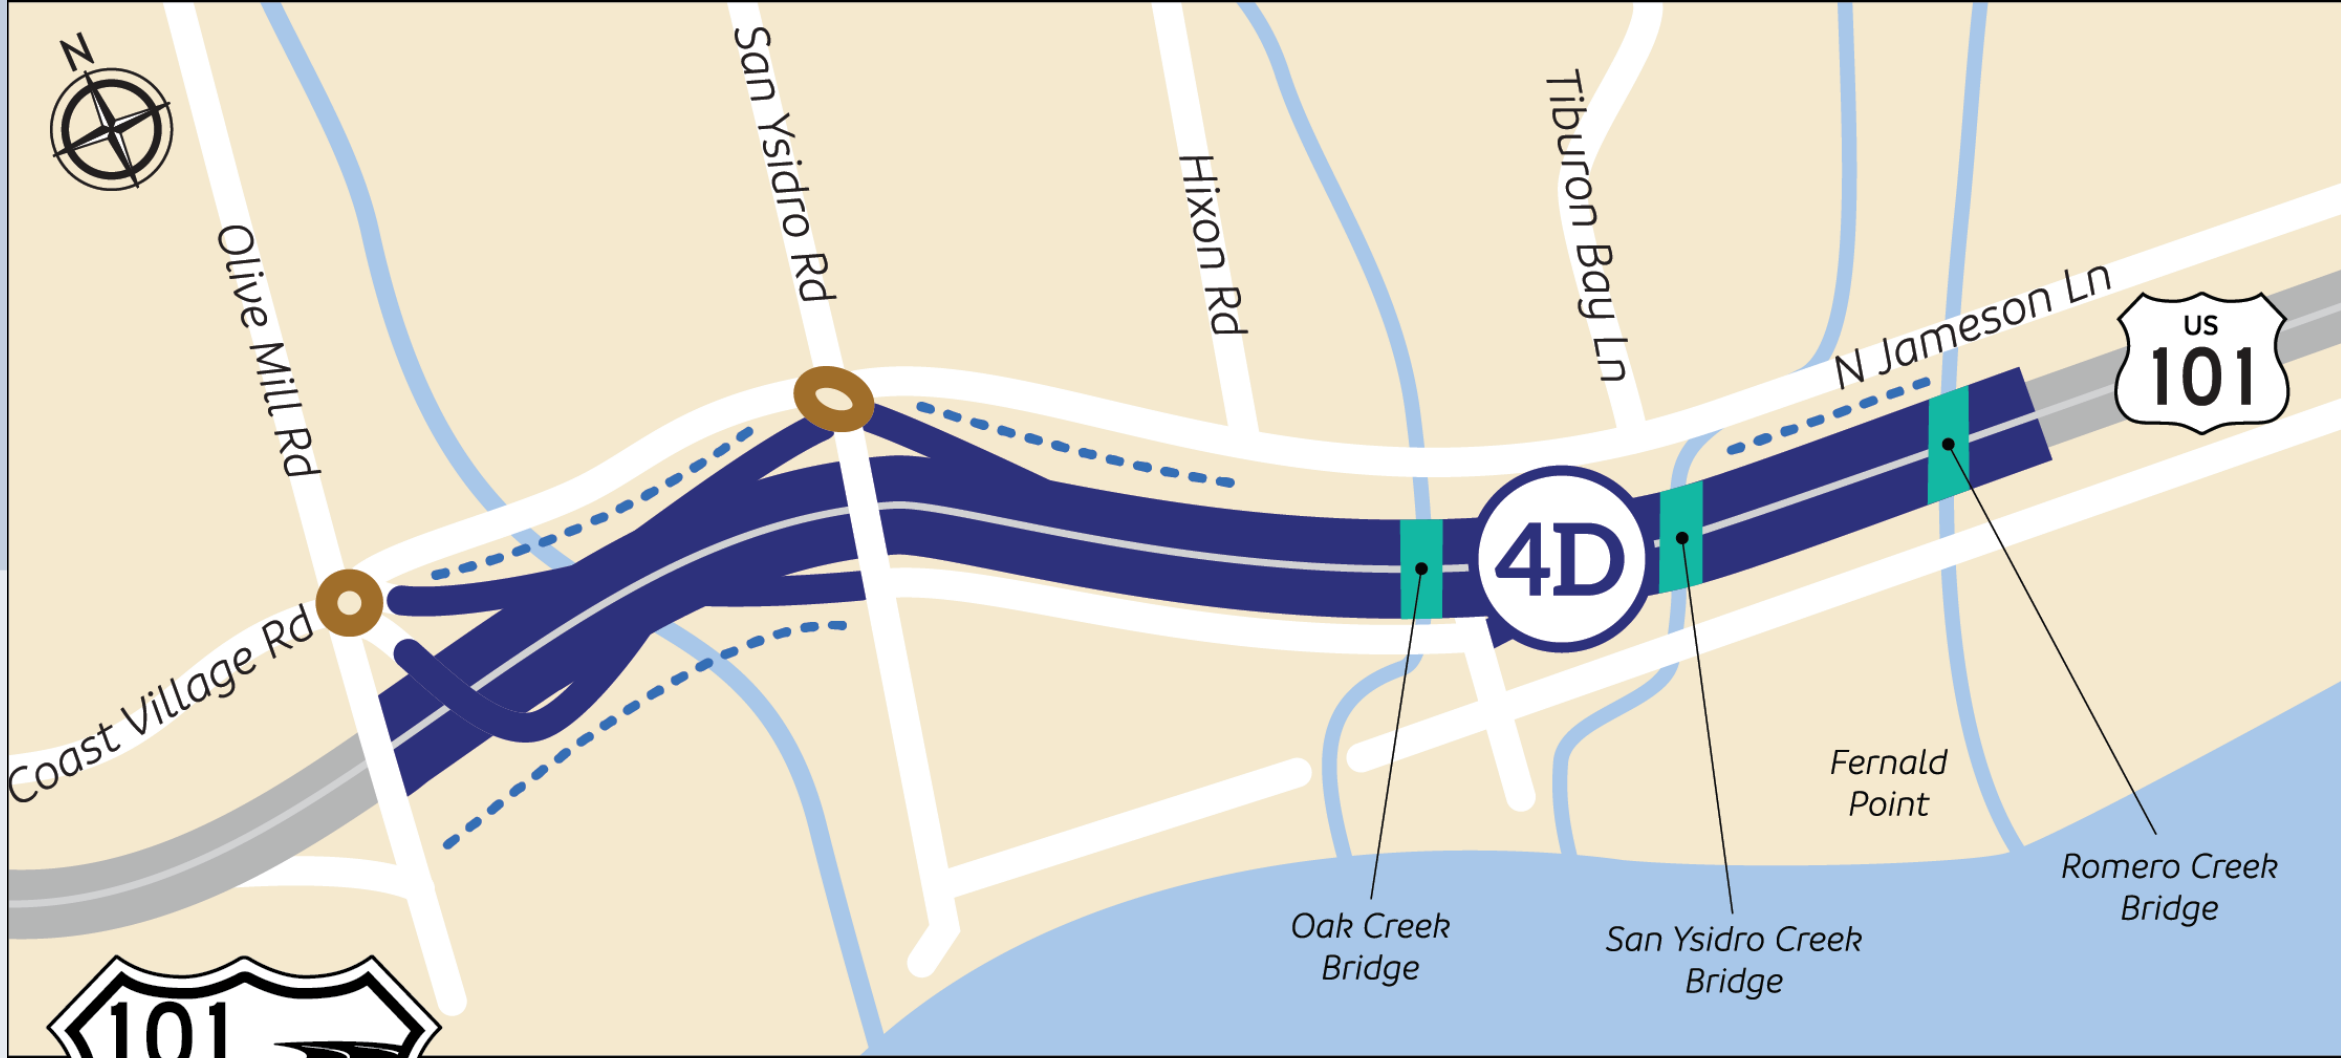 N
San Ysidro Rd
Tiburon Bay Ln
Hixon Rd
Olive Mill Rd
N Jameson Ln
US
101
4D
Coast Village Rd
Fernald
Point
Romero Creek
Bridge
Oak Creek
Bridge
San Ysidro Creek
Bridge
101